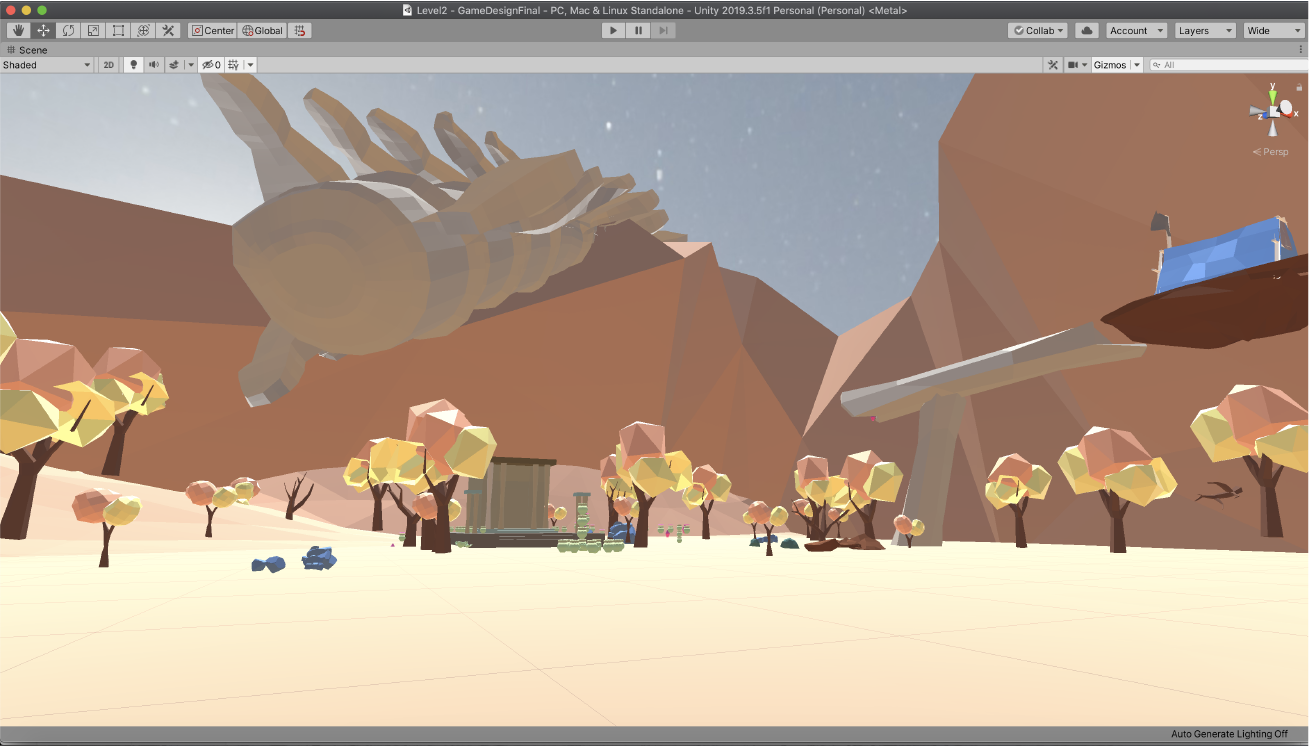 Level2 - GameDesignFinal - PC, Mac & Linux Standalone - Unity 2019.3.5f1 Personal (Personal) <Metal>
Center Global Collab Account Layers Wide
Scene
Shaded 2D 0 Gizmos All
y
x
z
Persp
Auto Generate Lighting Off